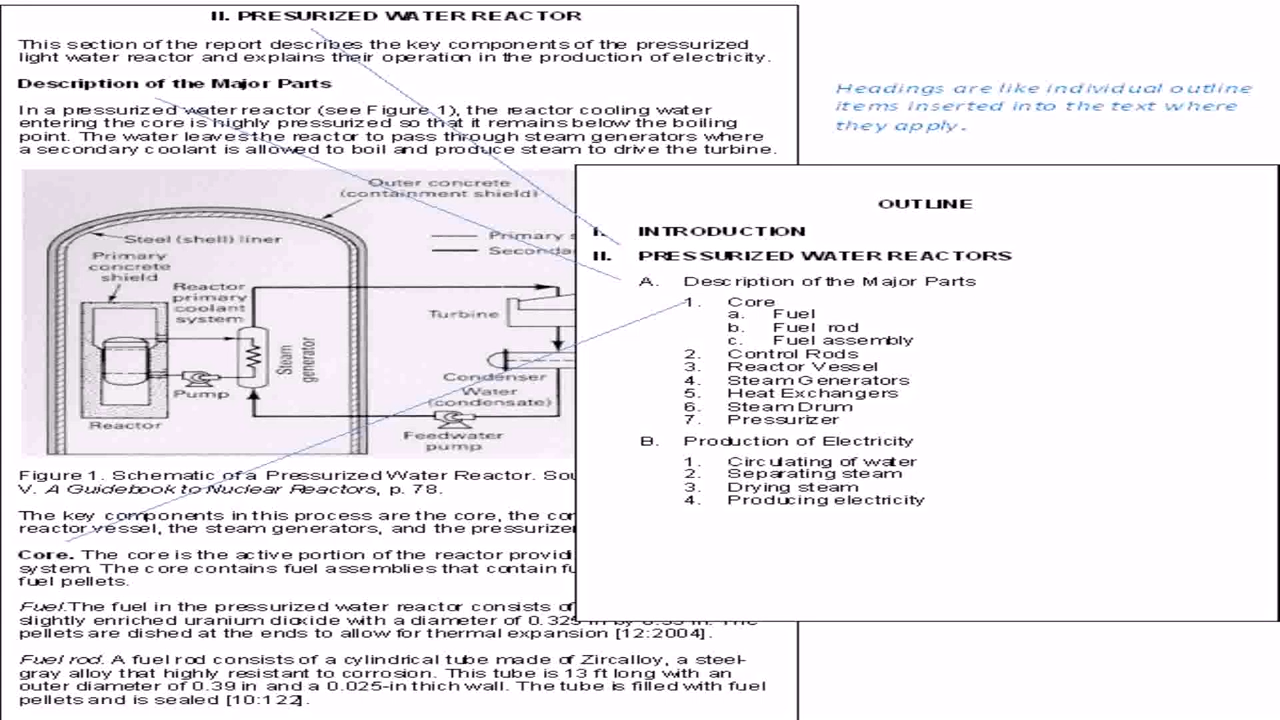 II. PRESURIZED WATER REACTOR
This section of the report describes the key components of the pressurized
light water reactor and explains their operation in the production of electricity.
Description of the Major Parts
In a pressurized water reactor (see Figure 1), the reactor cooling water
entering the core is highly pressurized so that it remains below the boiling
point. The water leaves the reactor to pass through steam generators where
a secondary coolant is allowed to boil and produce steam to drive the turbine.
Outer concrete
(containment shield)
Steel (shell) liner
Primary
concrete
shield
Reactor
primary
coolant
system
Primary
Steam
generator
Turbine
Condenser
Water
(condensate)
Pump
Reactor
Feedwater
pump
Figure 1. Schematic of a Pressurized Water Reactor.
V. A Guidebook to Nuclear Reactors, p. 78.
The key components in this process are the core, the
reactor vessel, the steam generators, and the pressurizer
Core. The core is the active portion of the reactor
system. The core contains fuel assemblies that contain
fuel pellets.
Fuel. The fuel in the pressurized water reactor consists of
slightly enriched uranium dioxide with a diameter of
pellets are dished at the ends to allow for thermal expansion [12:2004].
Fuel rod. A fuel rod consists of a cylindrical tube made of Zircalloy, a steel-
gray alloy that highly resistant to corrosion. This tube is 13 ft long with an
outer diameter of 0.39 in and a 0.025-in thich wall. The tube is filled with fuel
pellets and is sealed [10:122].
Headings are like individual outline
items inserted into the text where
they apply.
OUTLINE
I. INTRODUCTION
II. PRESSURIZED WATER REACTORS
A. Description of the Major Parts
1. Core
a. Fuel
b. Fuel rod
c. Fuel assembly
2. Control Rods
3. Reactor Vessel
4. Steam Generators
5. Heat Exchangers
6. Steam Drum
7. Pressurizer
B. Production of Electricity
1. Circulating of water
2. Separating steam
3. Drying steam
4. Producing electricity